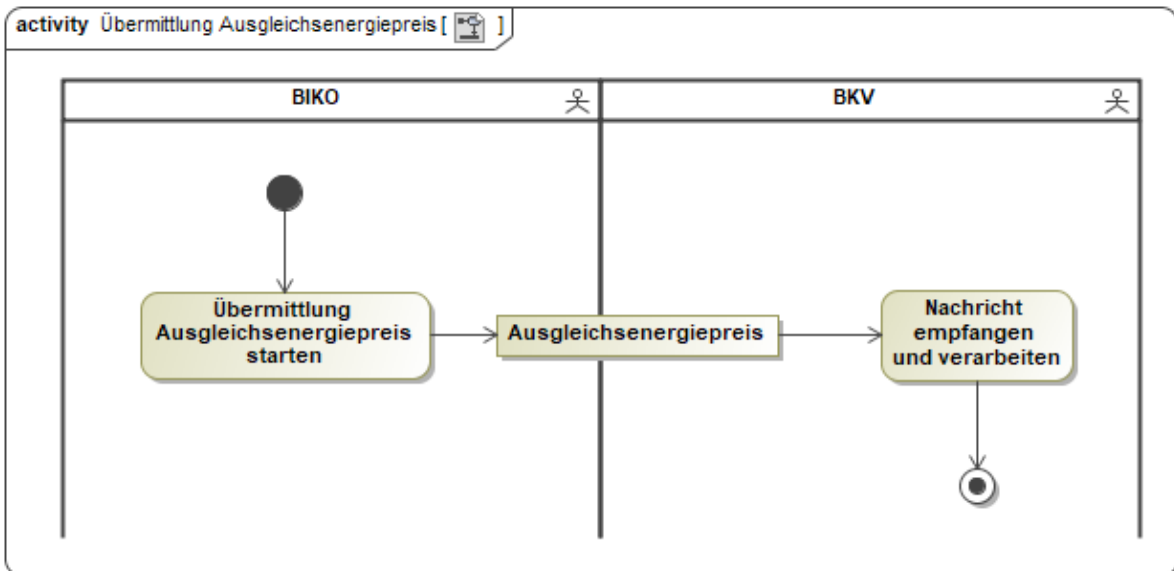 activity Übermittlung Ausgleichsenergiepreis [ ]
BIKO
BKV
Übermittlung
Ausgleichsenergiepreis
starten
Ausgleichsenergiepreis
Nachricht
empfangen
und verarbeiten